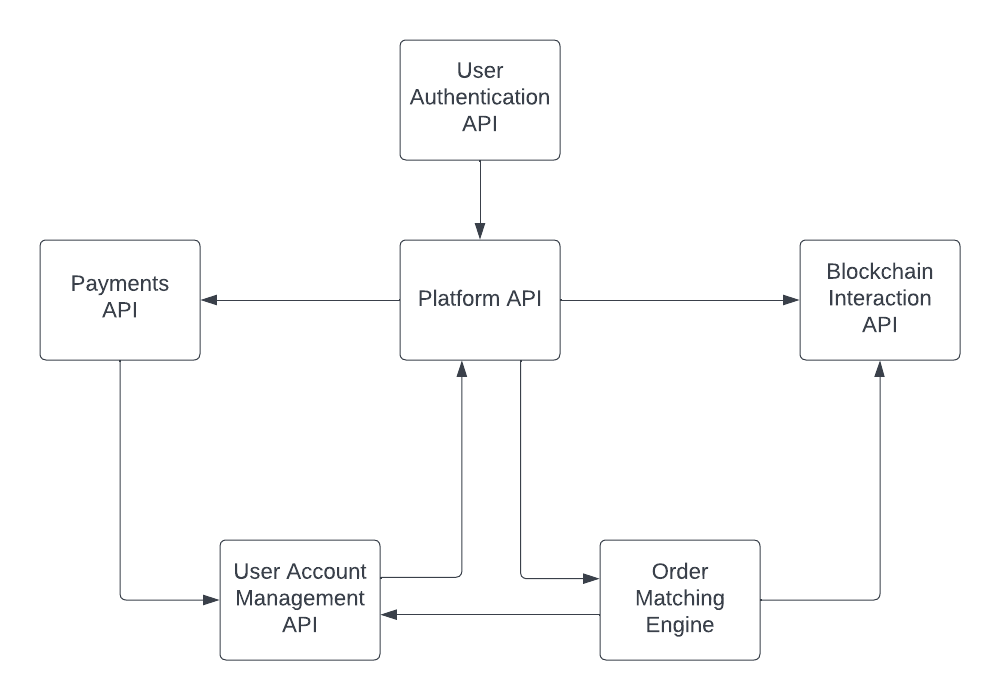 User
Authentication
API
Payments
API
Platform API
Blockchain
Interaction
API
User Account
Management
API
Order
Matching
Engine